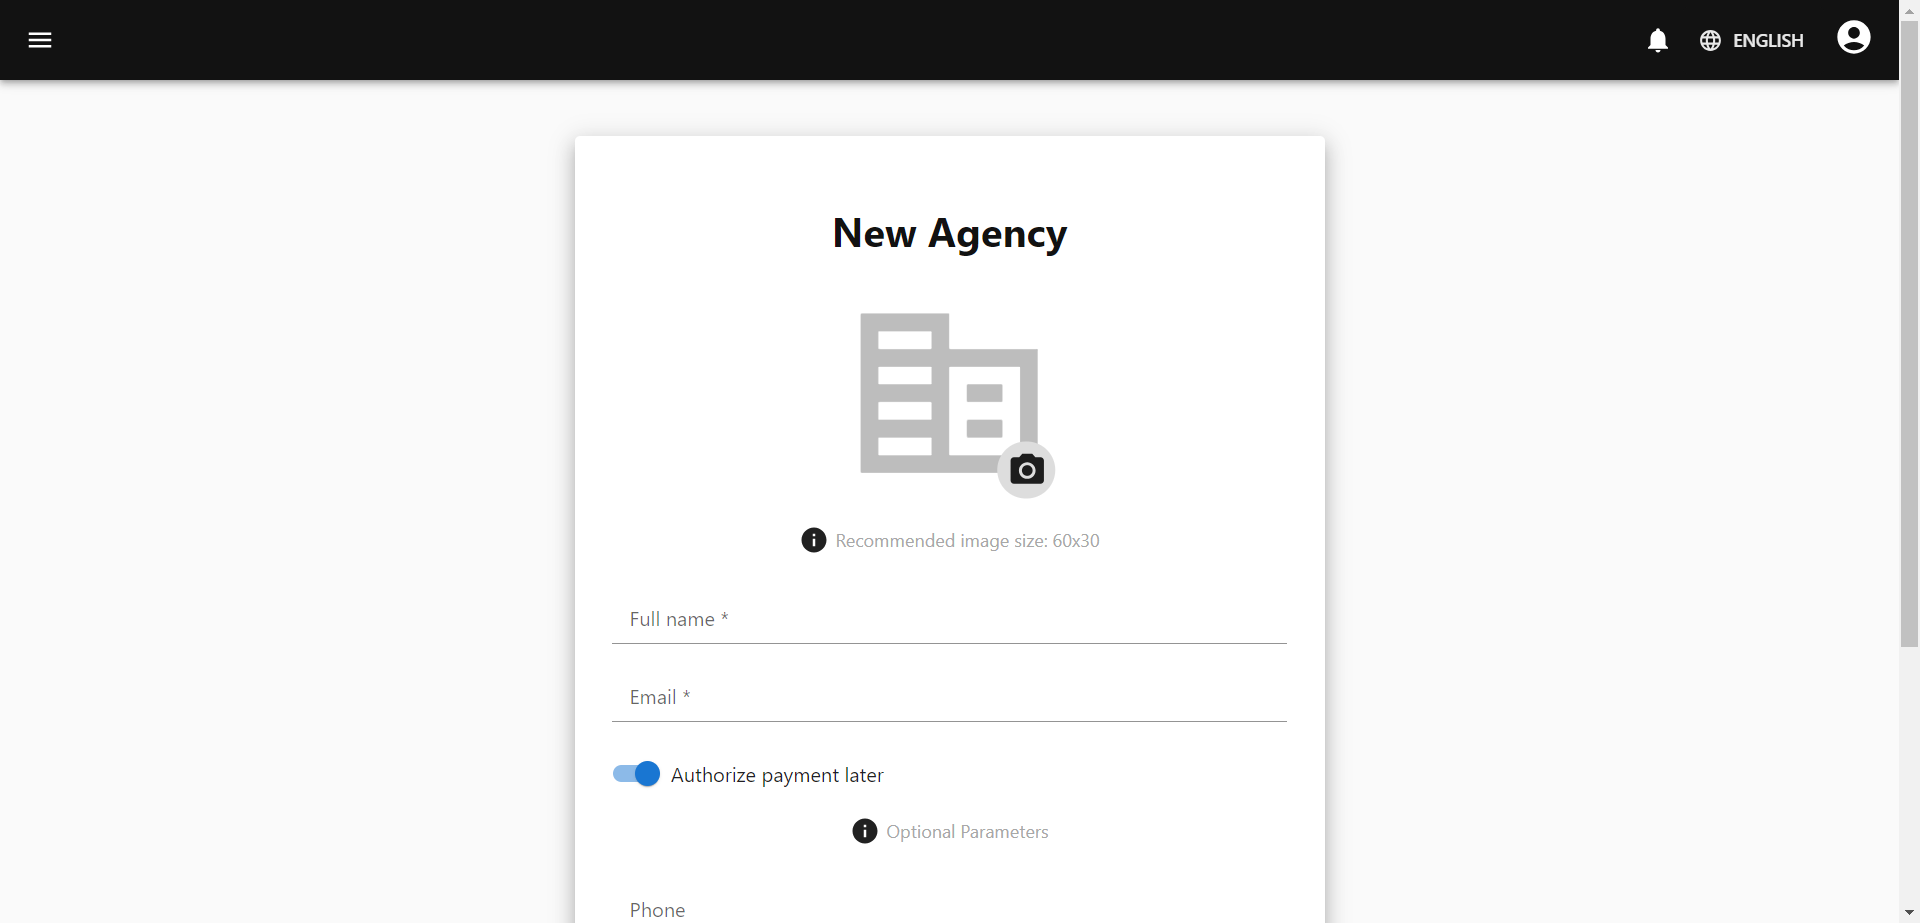 ENGLISH
New Agency
Recommended image size: 60x30
Full name *
Email *
Authorize payment later
Optional Parameters
Phone